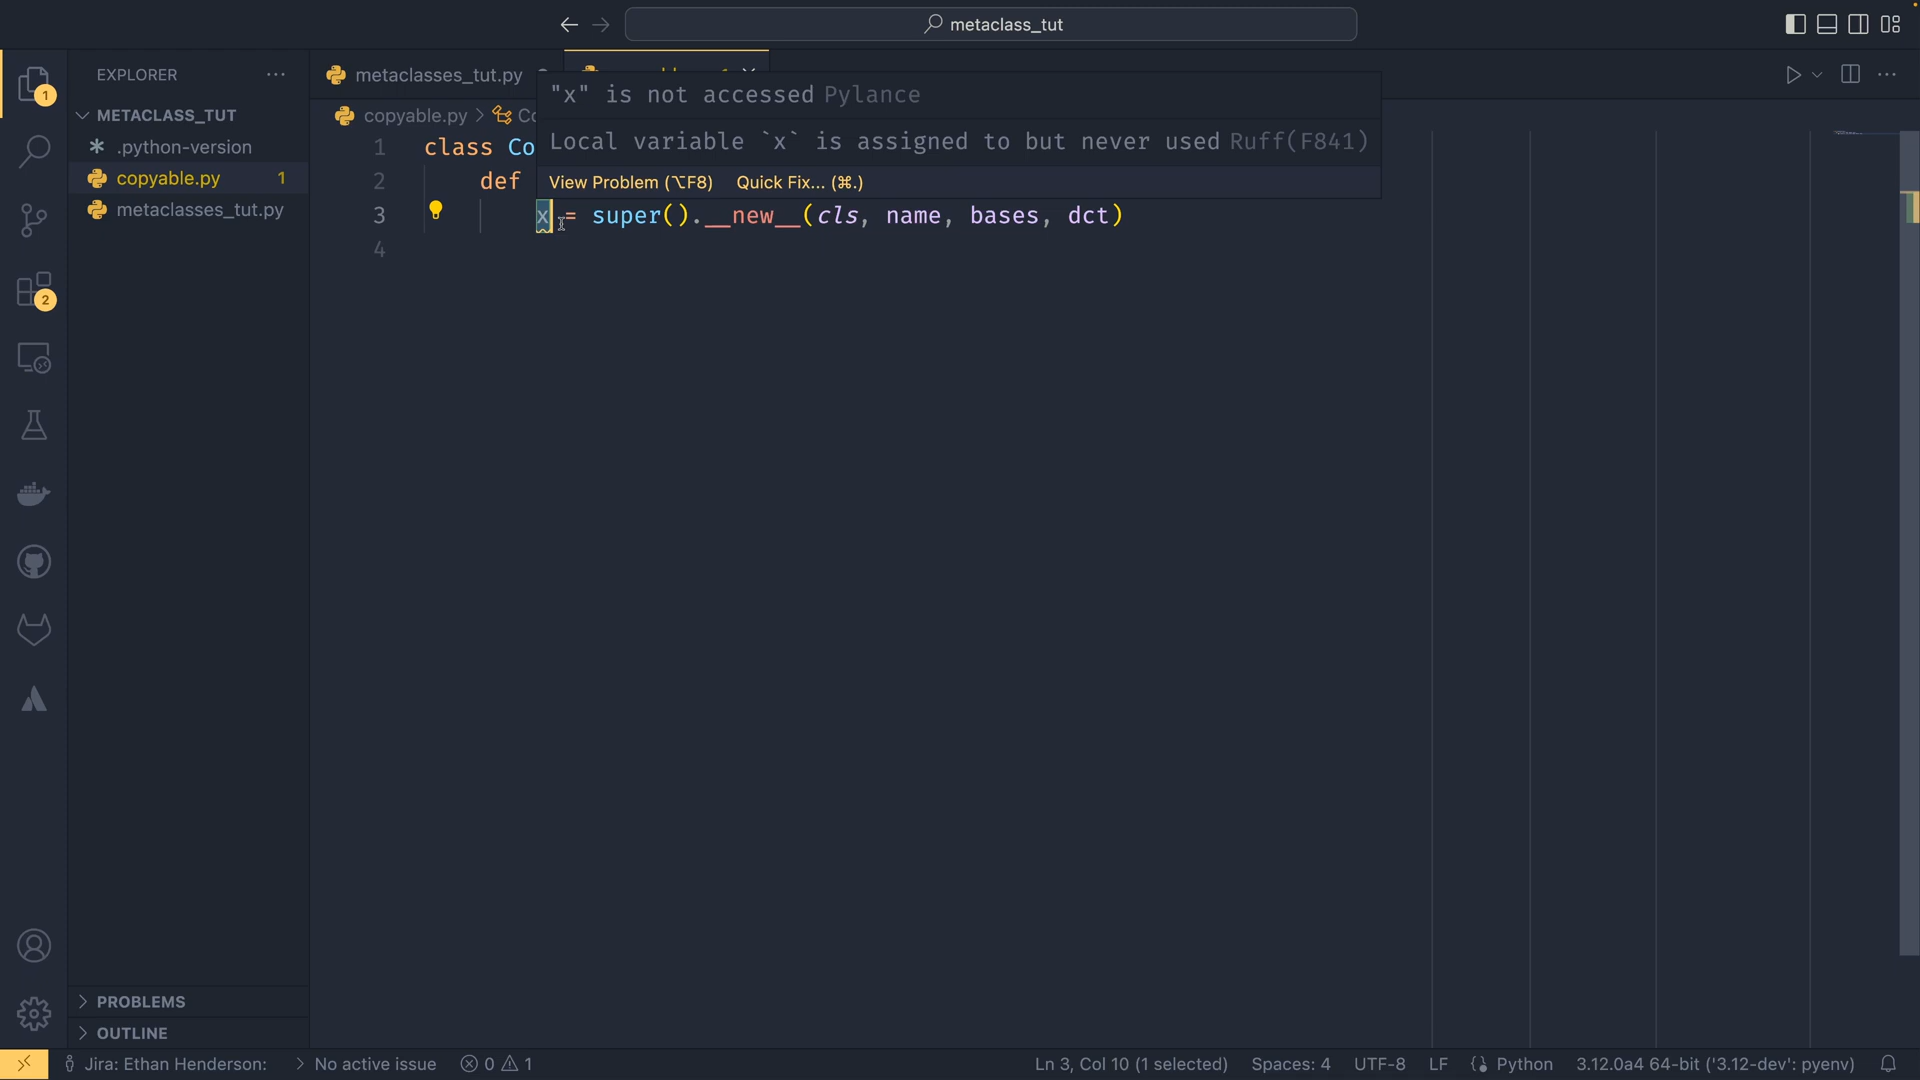 metaclass_tut
EXPLORER
metaclasses_tut.py
METACLASS_TUT
.python-version
copyable.py 1
metaclasses_tut.py
1
2
copyable.py > Co
"x" is not accessed Pylance
Local variable `x` is assigned to but never used Ruff(F841)
View Problem (⌥F8) Quick Fix... (⌘.)
1 class Co
2 def
3 x = super().__new__(cls, name, bases, dct)
4
PROBLEMS
OUTLINE
Jira: Ethan Henderson: > No active issue 0 1 Ln 3, Col 10 (1 selected) Spaces: 4 UTF-8 LF {} Python 3.12.0a4 64-bit ('3.12-dev': pyenv)